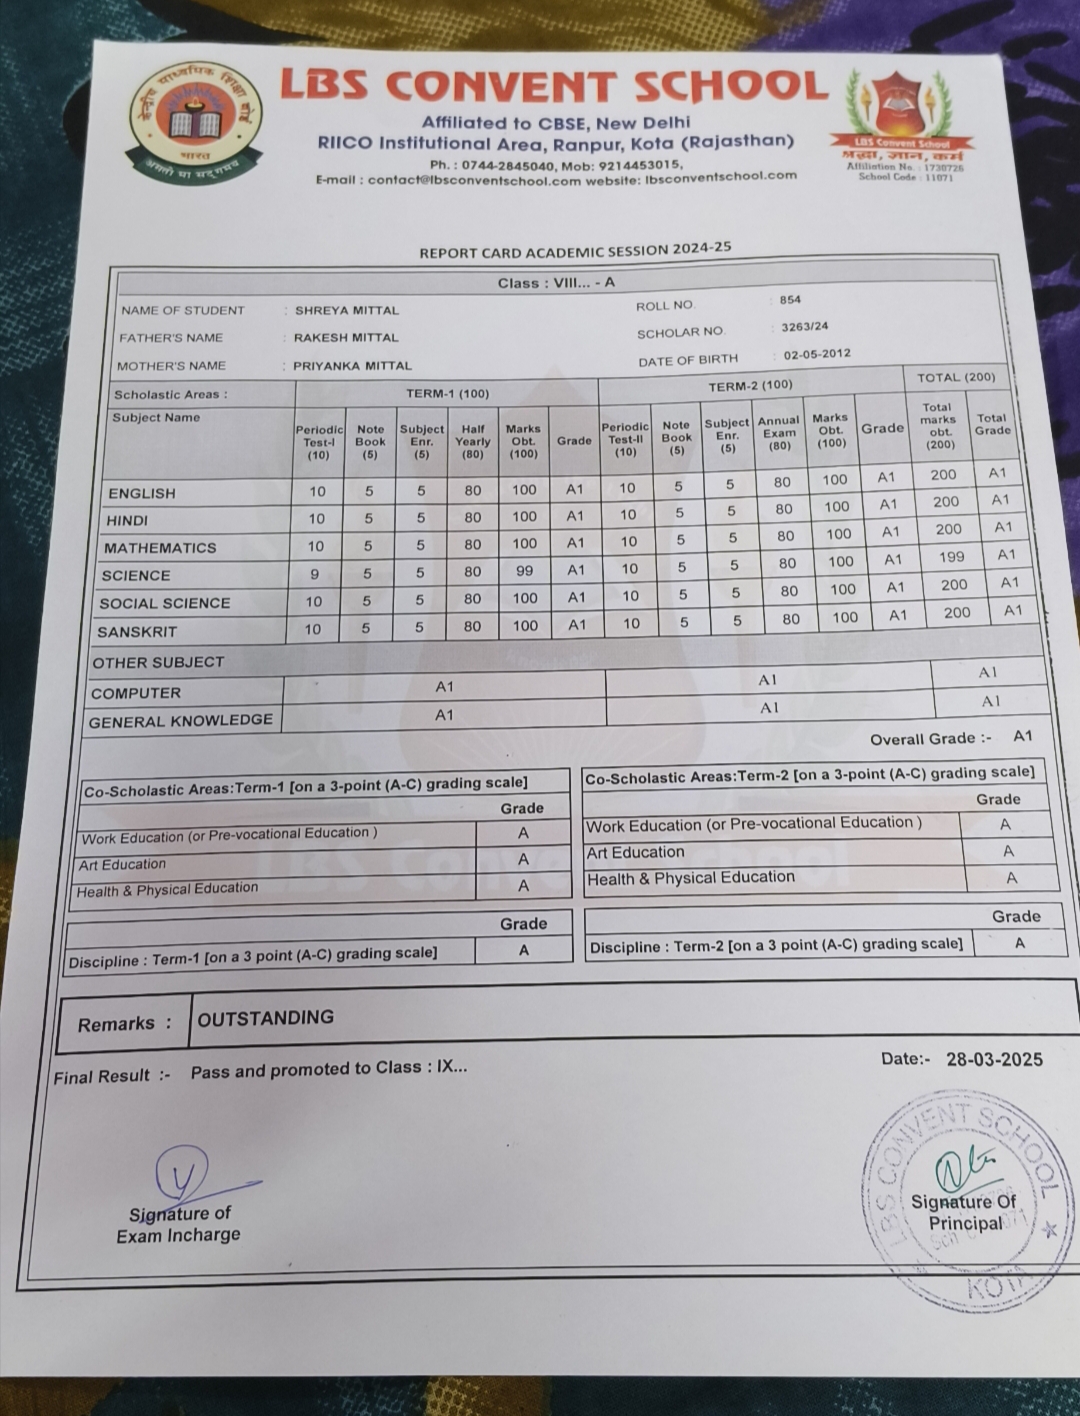 केन्द्रीय माध्यमिक शिक्षा बोर्ड
भारत
असतो मा सद्गमय
LBS CONVENT SCHOOL
Affiliated to CBSE, New Delhi
RIICO Institutional Area, Ranpur, Kota (Rajasthan)
Ph. : 0744-2845040, Mob: 9214453015,
E-mail : contact@lbsconventschool.com website: lbsconventschool.com
LBS Convent School
श्रद्धा, ज्ञान, कर्म
Affiliation No. : 1730726
School Code : 11071
REPORT CARD ACADEMIC SESSION 2024-25
Class : VIII... - A
NAME OF STUDENT : SHREYA MITTAL ROLL NO. : 854
FATHER'S NAME : RAKESH MITTAL SCHOLAR NO. : 3263/24
MOTHER'S NAME : PRIYANKA MITTAL DATE OF BIRTH : 02-05-2012
Scholastic Areas : TERM-1 (100) TERM-2 (100) TOTAL (200)
Subject Name Periodic Test-I (10) Note Book (5) Subject Enr. (5) Half Yearly (80) Marks Obt. (100) Grade Periodic Test-II (10) Note Book (5) Subject Enr. (5) Annual Exam (80) Marks Obt. (100) Grade Total marks obt. (200) Total Grade
ENGLISH 10 5 5 80 100 A1 10 5 5 80 100 A1 200 A1
HINDI 10 5 5 80 100 A1 10 5 5 80 100 A1 200 A1
MATHEMATICS 10 5 5 80 100 A1 10 5 5 80 100 A1 200 A1
SCIENCE 9 5 5 80 99 A1 10 5 5 80 100 A1 199 A1
SOCIAL SCIENCE 10 5 5 80 100 A1 10 5 5 80 100 A1 200 A1
SANSKRIT 10 5 5 80 100 A1 10 5 5 80 100 A1 200 A1
OTHER SUBJECT
COMPUTER A1 A1 A1
GENERAL KNOWLEDGE A1 A1 A1
Overall Grade :- A1
Co-Scholastic Areas:Term-1 [on a 3-point (A-C) grading scale]
Grade
Work Education (or Pre-vocational Education ) A
Art Education A
Health & Physical Education A
Co-Scholastic Areas:Term-2 [on a 3-point (A-C) grading scale]
Grade
Work Education (or Pre-vocational Education ) A
Art Education A
Health & Physical Education A
Grade
Discipline : Term-1 [on a 3 point (A-C) grading scale] A
Grade
Discipline : Term-2 [on a 3 point (A-C) grading scale] A
Remarks : OUTSTANDING
Final Result :- Pass and promoted to Class : IX...
Date:- 28-03-2025
Signature of
Exam Incharge
LBS CONVENT SCHOOL
KOTA
Signature Of
Principal